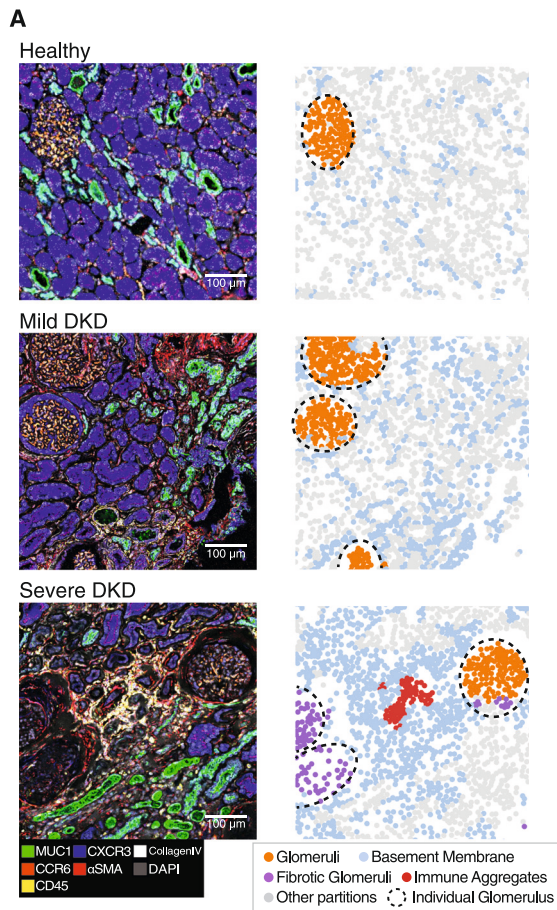 A
Healthy
100 μm
Mild DKD
100 μm
Severe DKD
100 μm
MUC1 CXCR3 CollagenIV
CCR6 αSMA DAPI
CD45
Glomeruli Basement Membrane
Fibrotic Glomeruli Immune Aggregates
Other partitions Individual Glomerulus